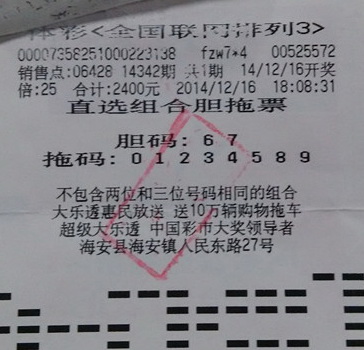 体彩<全国联网排列3>
00007358251000223138 fzw7*4 00525572
销售点:06428 14342期 共1期 14/12/16开奖
倍:25 合计:2400元 2014/12/16 18:08:31
直选组合胆拖票
胆码: 6 7
拖码: 0 1 2 3 4 5 8 9
不包含两位和三位号码相同的组合
大乐透惠民放送 送10万辆购物拖车
超级大乐透 中国彩市大奖领导者
海安县海安镇人民东路27号